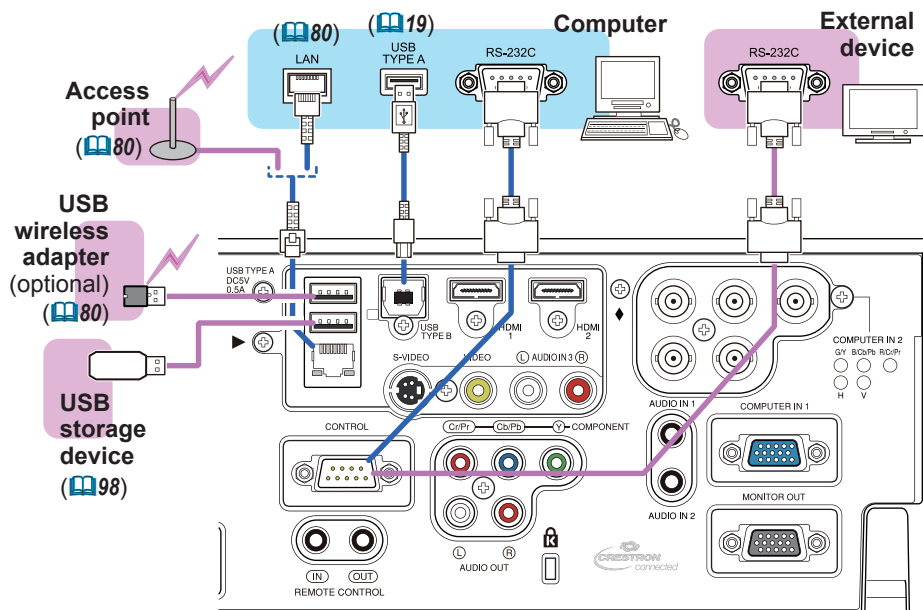 (📖80)
(📖19)
Computer
External
device
LAN
USB
TYPE A
RS-232C
RS-232C
Access
point
(📖80)
USB
wireless
adapter
(optional)
(📖80)
USB TYPE A
DC5V
0.5A
USB
TYPE B
HDMI
1
HDMI
2
COMPUTER IN 2
G/Y B/Cb/Pb R/Cr/Pr
H V
S-VIDEO
VIDEO
L AUDIO IN 3 R
USB
storage
device
(📖98)
CONTROL
Cr/Pr Cb/Pb Y COMPONENT
AUDIO IN 1
COMPUTER IN 1
AUDIO IN 2
MONITOR OUT
L R
AUDIO OUT
K
CRESTRON
connected
IN OUT
REMOTE CONTROL